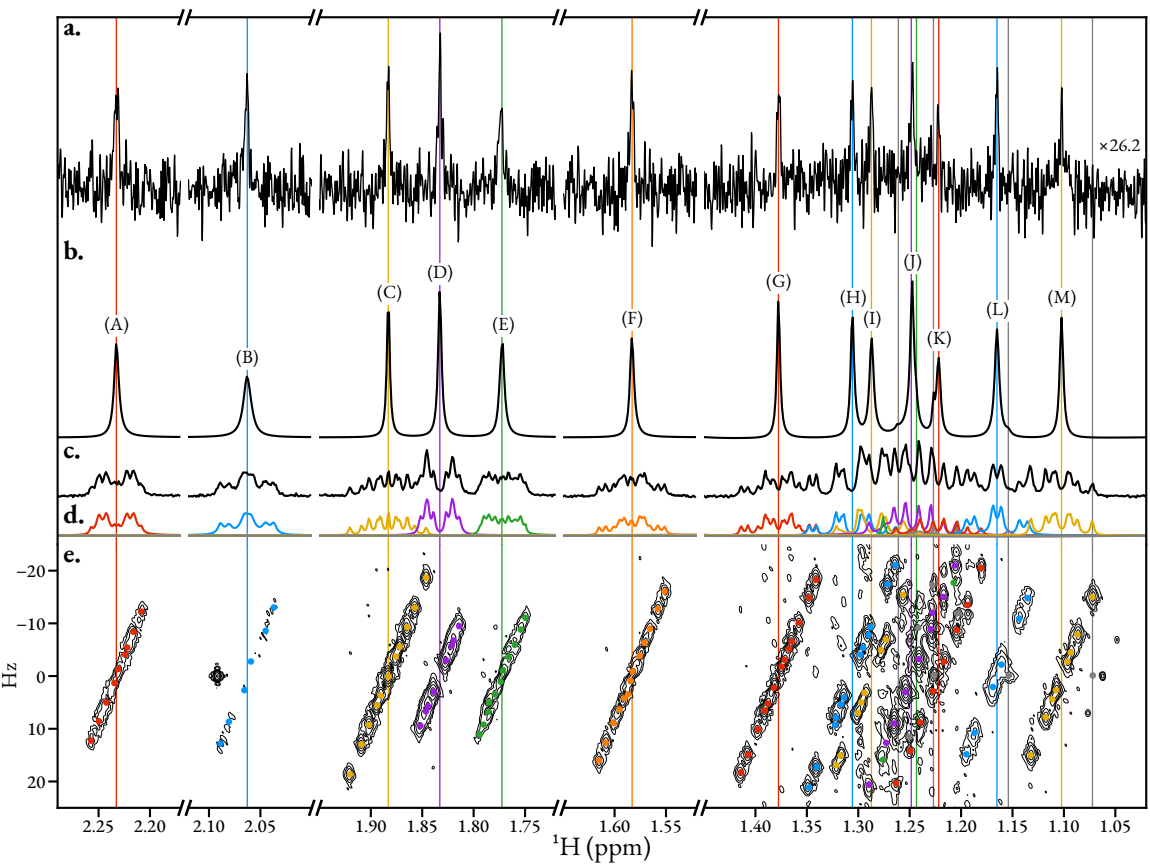 a.
×26.2
b.
(A)
(B)
(C)
(D)
(E)
(F)
(G)
(H)
(I)
(J)
(K)
(L)
(M)
c.
d.
e.
−20
−10
0
10
20
Hz
2.25 2.20 2.10 2.05 1.90 1.85 1.80 1.75 1.60 1.55 1.40 1.35 1.30 1.25 1.20 1.15 1.10 1.05
¹H (ppm)